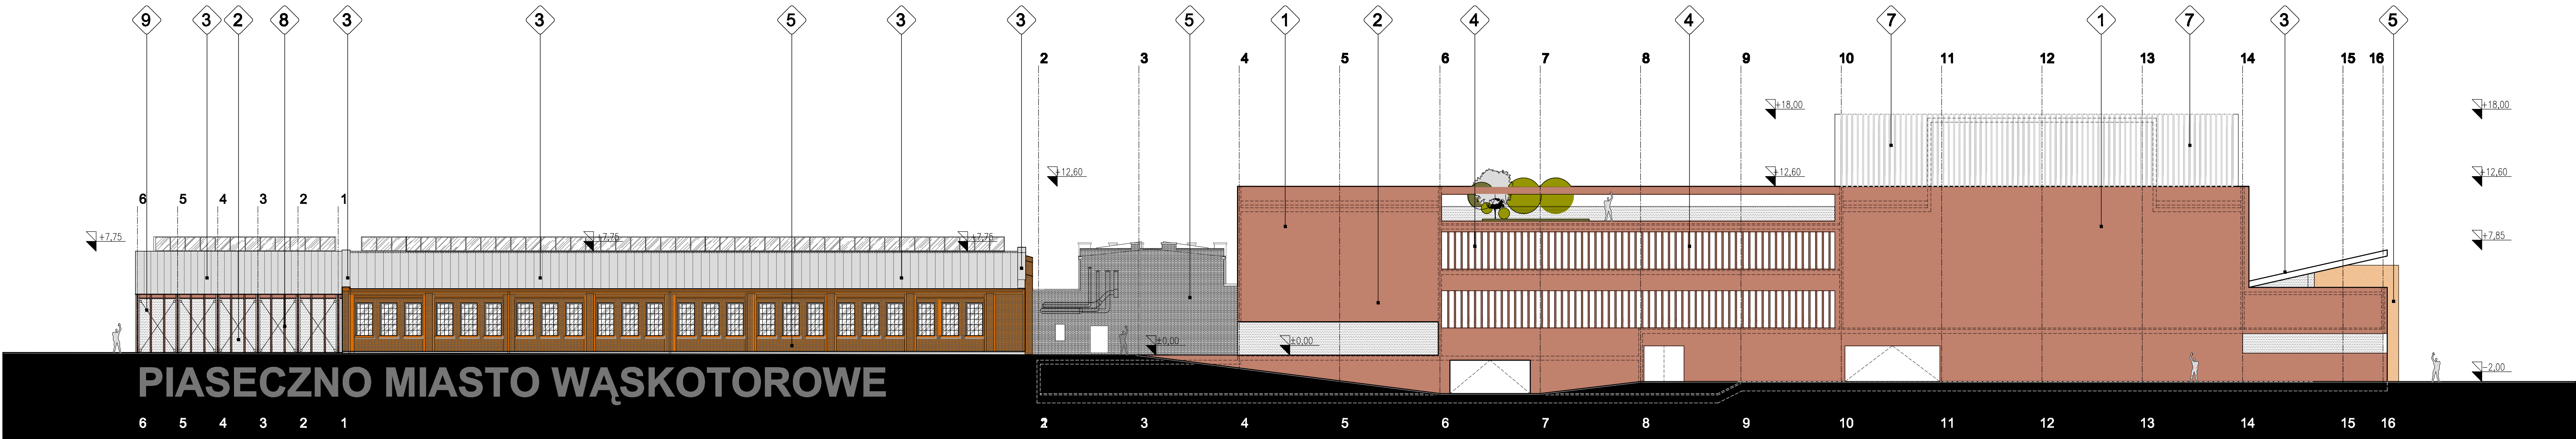 9 3 2 8 3 3 5 3 3 5 1 2 4 4 7 1 7 3 5
2 3 4 5 6 7 8 9 10 11 12 13 14 15 16
+18,00 +18,00
+12,60 +12,60 +12,60
6 5 4 3 2 1
+7,75 +7,75 +7,75 +7,85
±0,00 ±0,00
-2,00
PIASECZNO MIASTO WĄSKOTOROWE
6 5 4 3 2 1 3 4 5 6 7 8 9 10 11 12 13 14 15 16